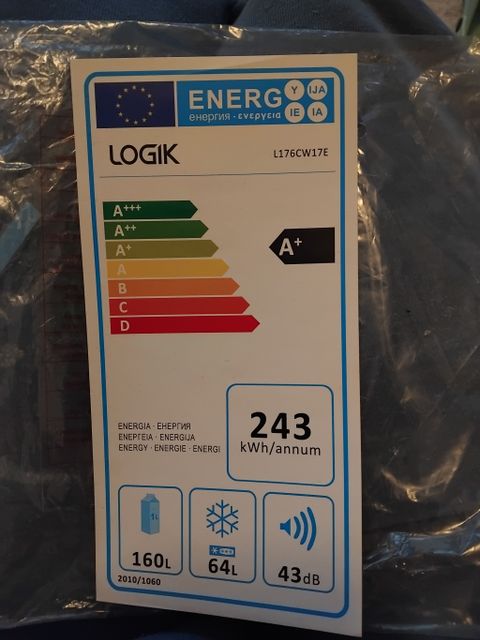 ENERG Y IJA
IE IA
енергия · ενεργεια
LOGIK
L176CW17E
A+++
A++
A+
A
B
C
D
A+
ENERGIA · ЕНЕРГИЯ
ΕΝΕΡΓΕΙΑ · ENERGIJA
ENERGY · ENERGIE · ENERGI
243
kWh/annum
1L
160L
64L
43dB
2010/1060